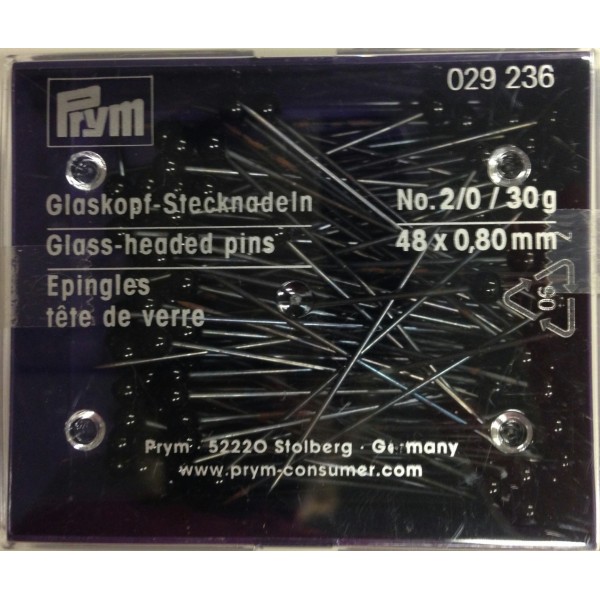 Prym
029 236
Glaskopf-Stecknadeln
No. 2/0 / 30g
Glass-headed pins
48 x 0,80 mm
Epingles
tête de verre
Prym · 52220 Stolberg · Germany
www.prym-consumer.com